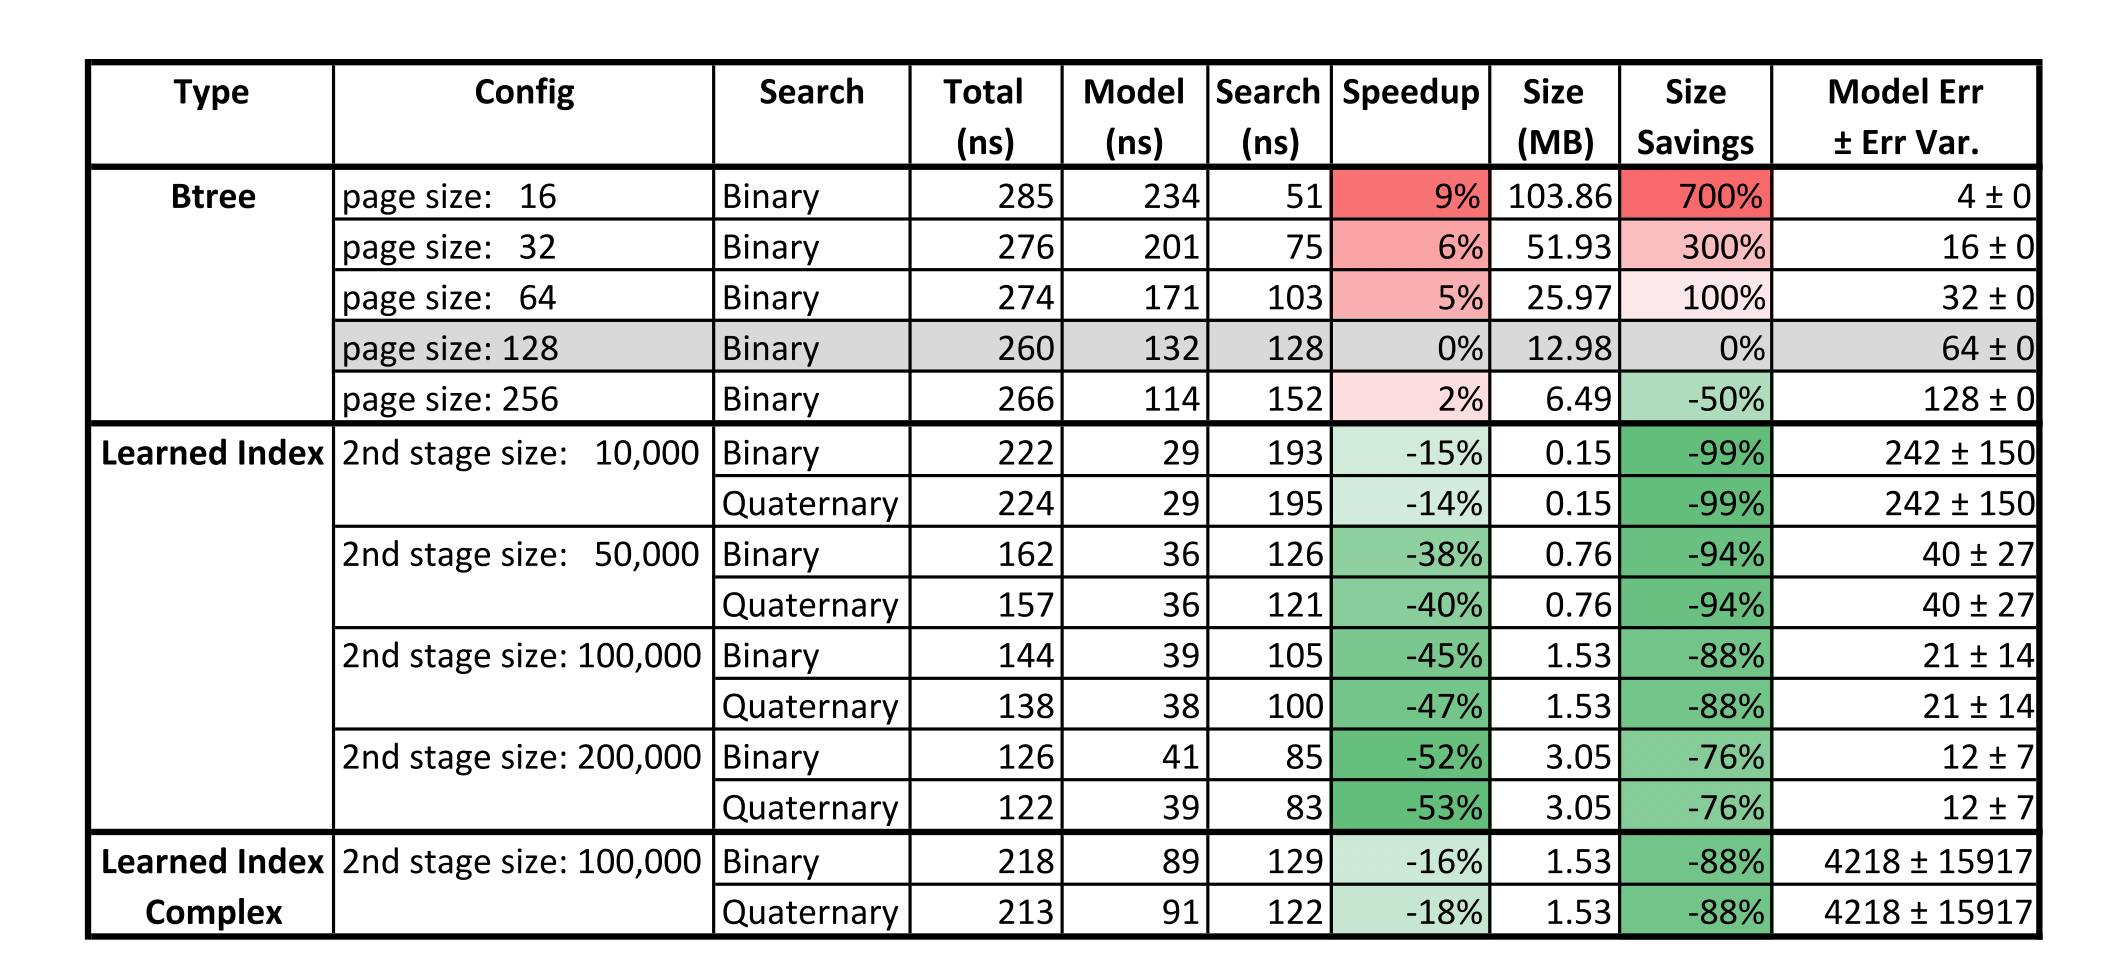 Type Config Search Total (ns) Model (ns) Search (ns) Speedup Size (MB) Size Savings Model Err ± Err Var.
Btree page size: 16 Binary 285 234 51 9% 103.86 700% 4 ± 0
page size: 32 Binary 276 201 75 6% 51.93 300% 16 ± 0
page size: 64 Binary 274 171 103 5% 25.97 100% 32 ± 0
page size: 128 Binary 260 132 128 0% 12.98 0% 64 ± 0
page size: 256 Binary 266 114 152 2% 6.49 -50% 128 ± 0
Learned Index 2nd stage size: 10,000 Binary 222 29 193 -15% 0.15 -99% 242 ± 150
Quaternary 224 29 195 -14% 0.15 -99% 242 ± 150
2nd stage size: 50,000 Binary 162 36 126 -38% 0.76 -94% 40 ± 27
Quaternary 157 36 121 -40% 0.76 -94% 40 ± 27
2nd stage size: 100,000 Binary 144 39 105 -45% 1.53 -88% 21 ± 14
Quaternary 138 38 100 -47% 1.53 -88% 21 ± 14
2nd stage size: 200,000 Binary 126 41 85 -52% 3.05 -76% 12 ± 7
Quaternary 122 39 83 -53% 3.05 -76% 12 ± 7
Learned Index 2nd stage size: 100,000 Binary 218 89 129 -16% 1.53 -88% 4218 ± 15917
Complex Quaternary 213 91 122 -18% 1.53 -88% 4218 ± 15917